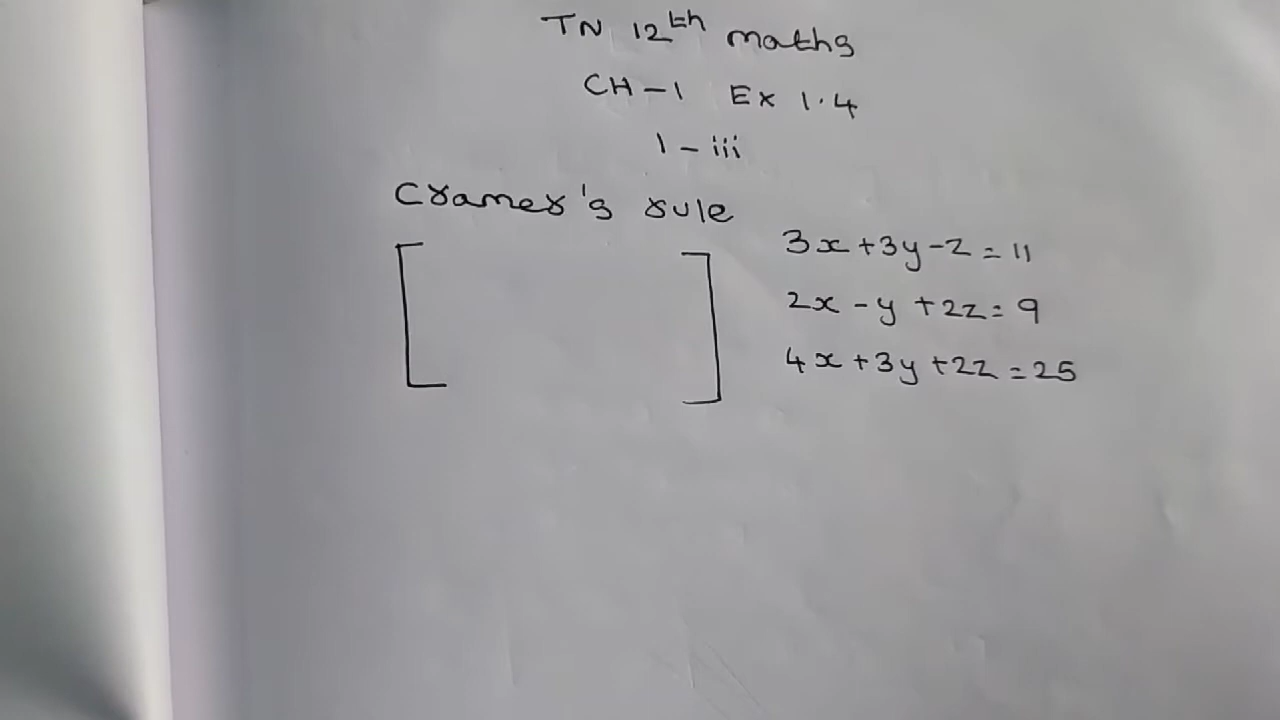 TN 12th maths
CH-1 Ex 1.4
1 - iii
Cramer's rule
3x+3y-z=11
2x-y+2z=9
4x+3y+2z=25